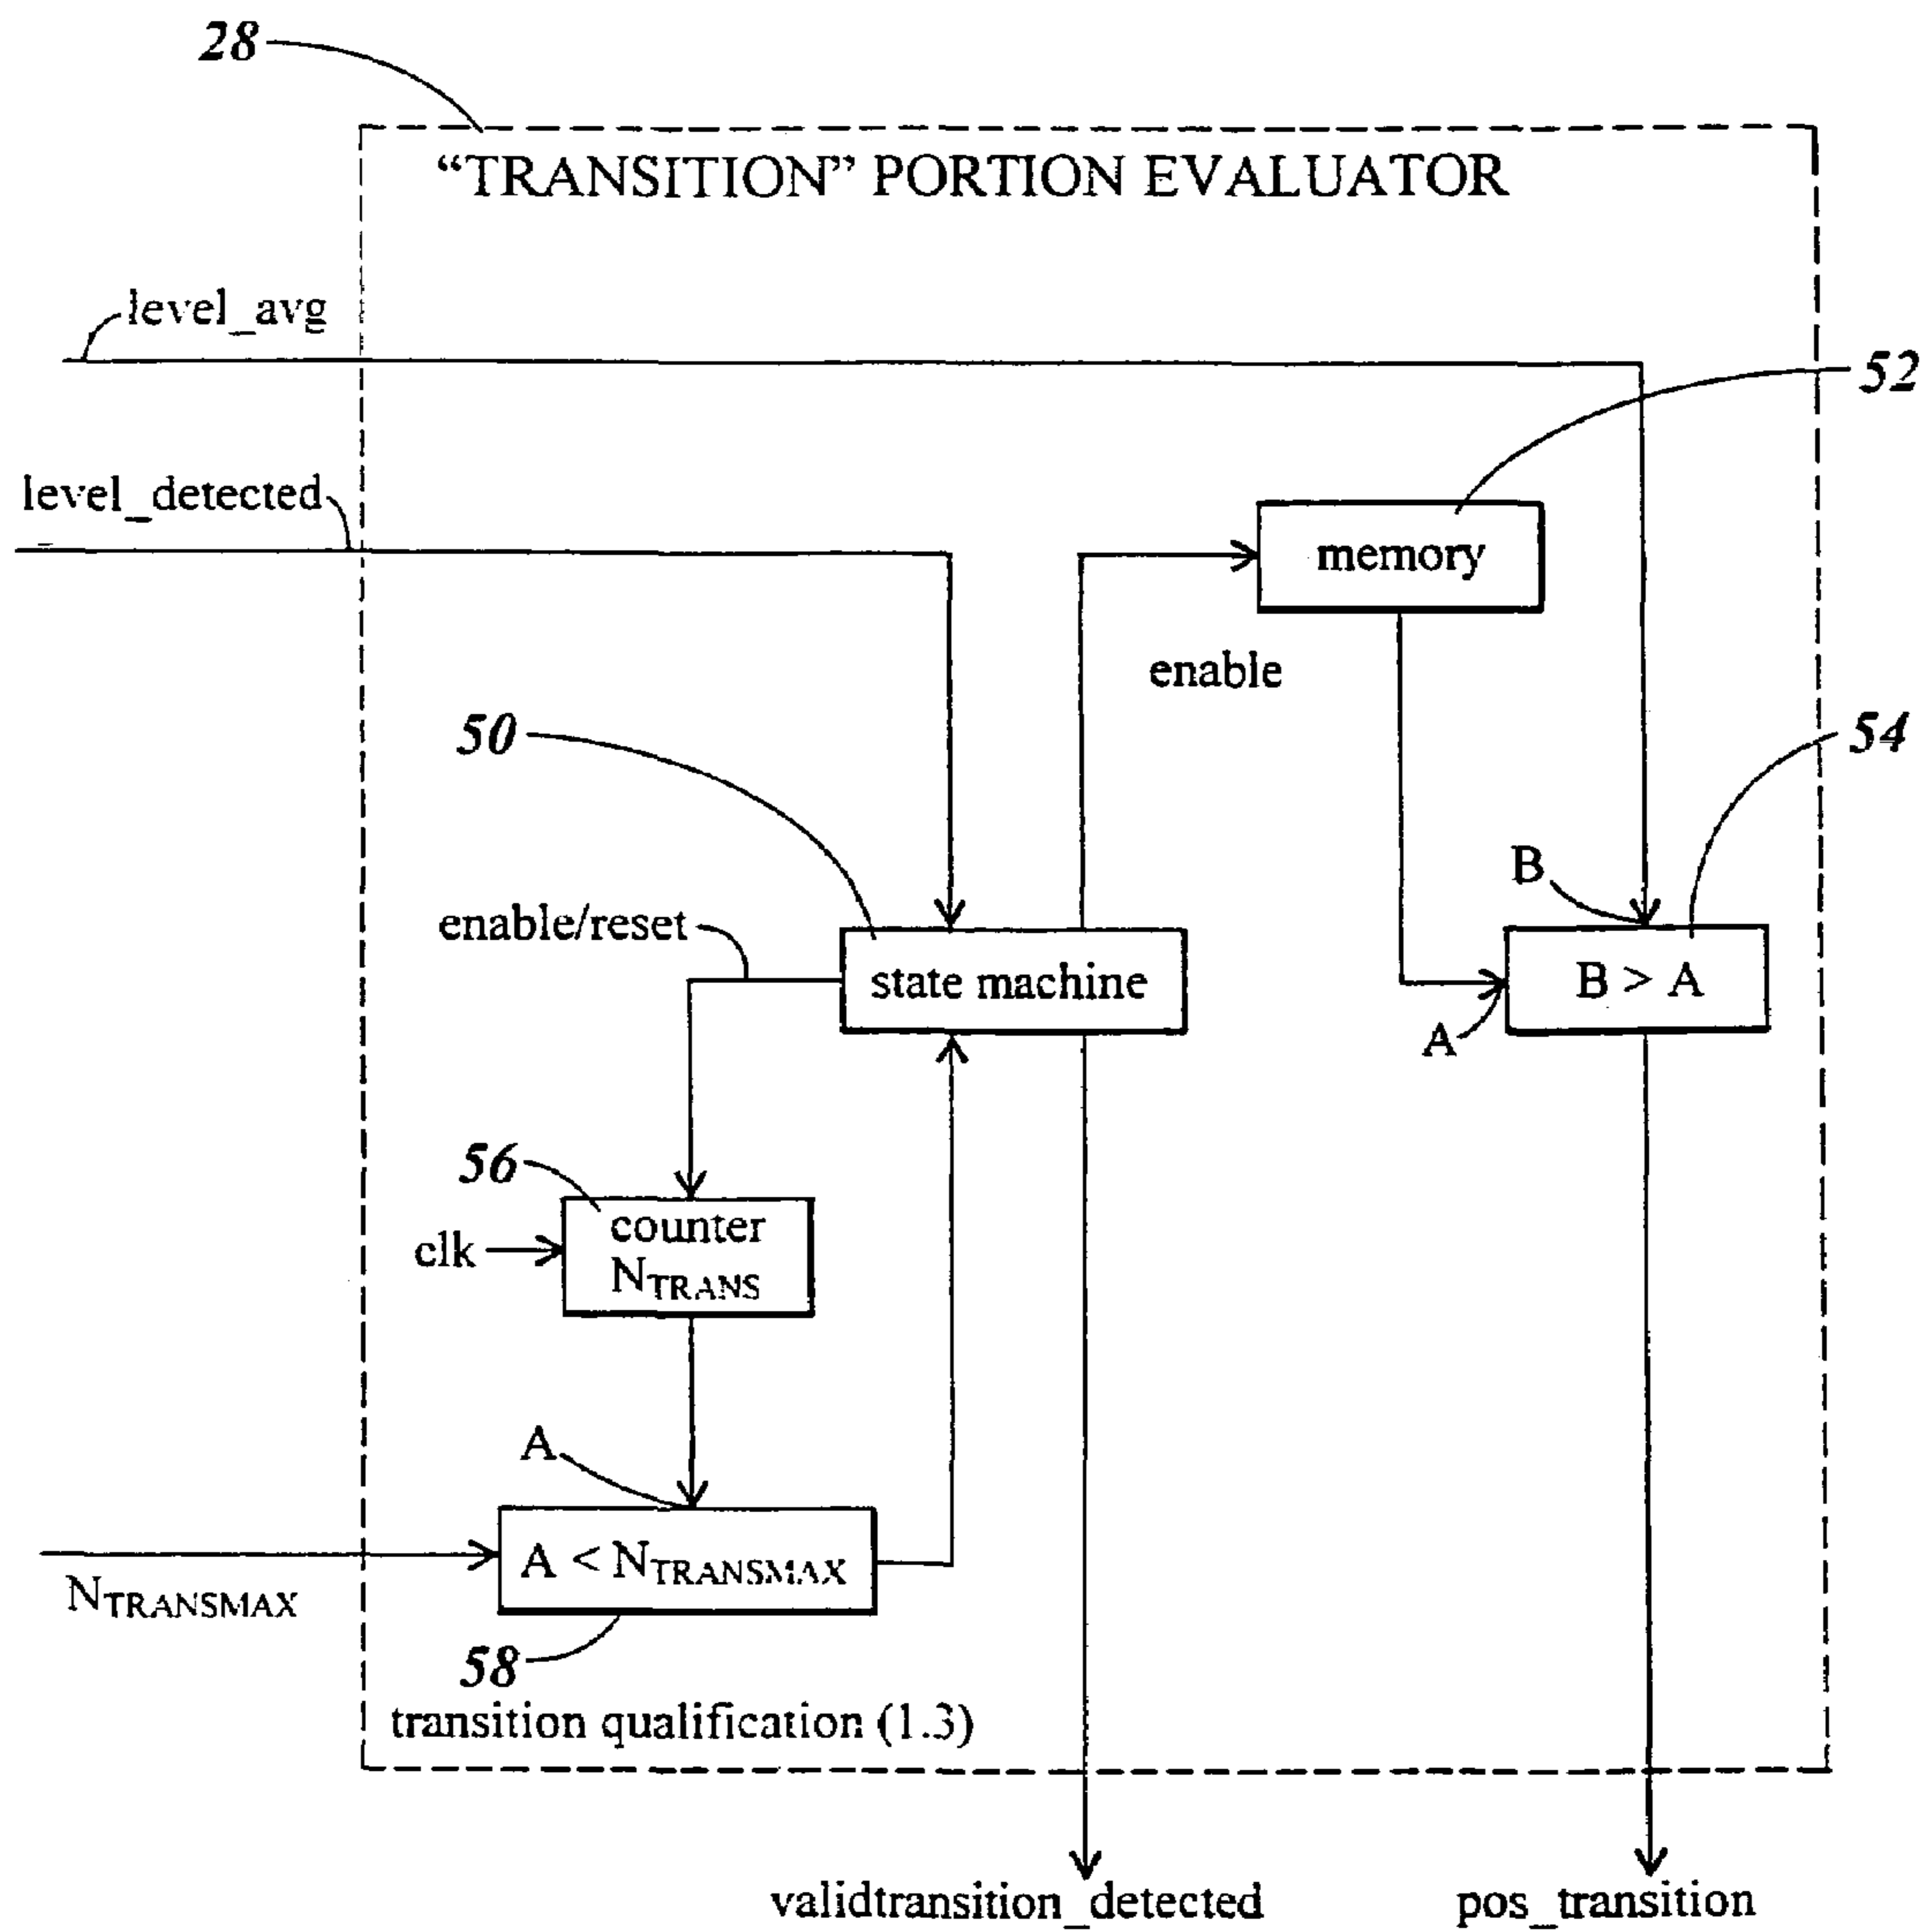 28
“TRANSITION” PORTION EVALUATOR
level_avg
52
level_detected
memory
enable
50
54
B
enable/reset
state machine
B > A
A
56
counter
NTRANS
clk
A
A < NTRANSMAX
NTRANSMAX
58
transition qualification (1.3)
validtransition_detected
pos_transition